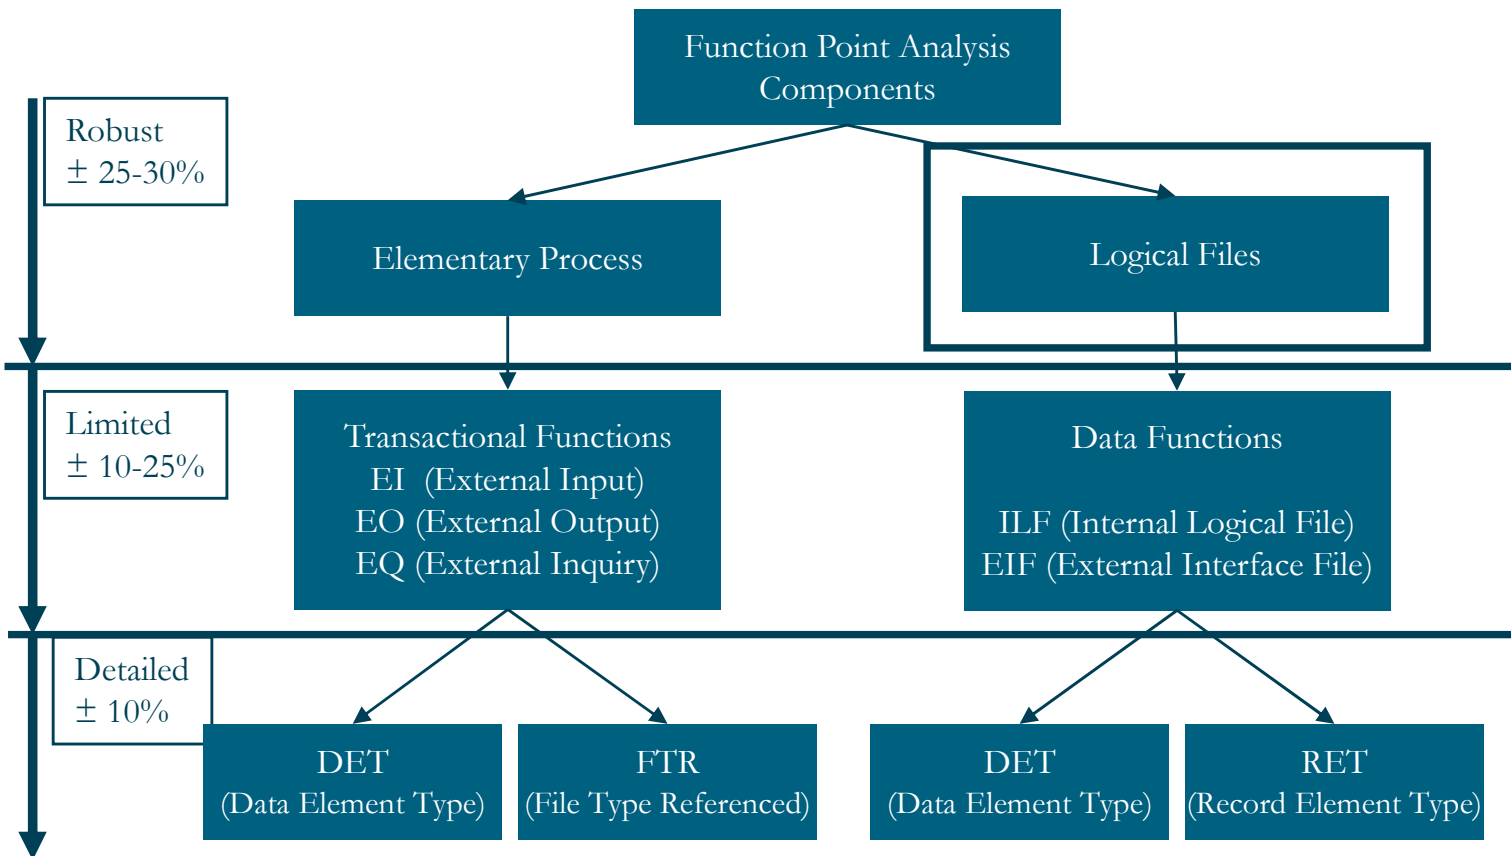 Function Point Analysis
Components
Robust
± 25-30%
Elementary Process
Logical Files
Limited
± 10-25%
Transactional Functions
EI (External Input)
EO (External Output)
EQ (External Inquiry)
Data Functions
ILF (Internal Logical File)
EIF (External Interface File)
Detailed
± 10%
DET
(Data Element Type)
FTR
(File Type Referenced)
DET
(Data Element Type)
RET
(Record Element Type)